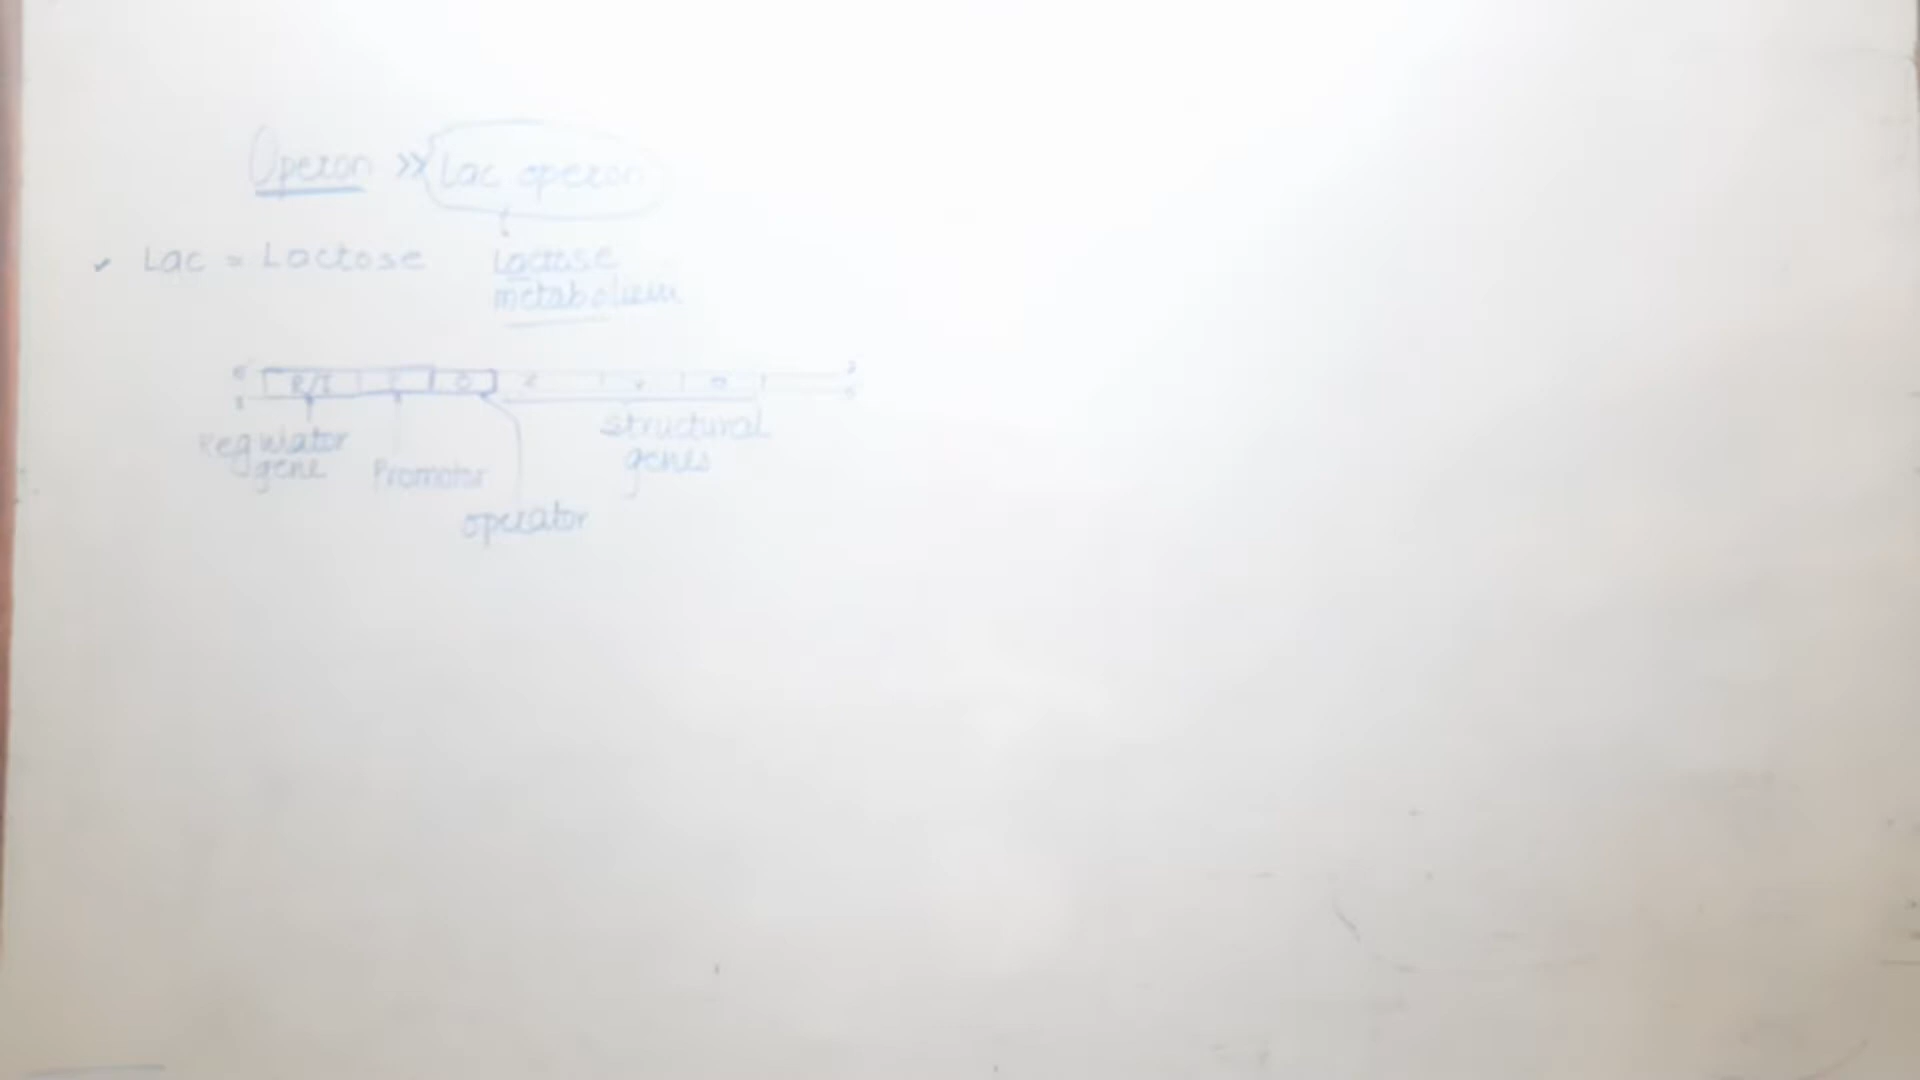 Operon >> Lac operon
✓ Lac = Loctose
Lactose
metabolism
R/I P O
Regulator
gene
Promotor
operator
structural
genes